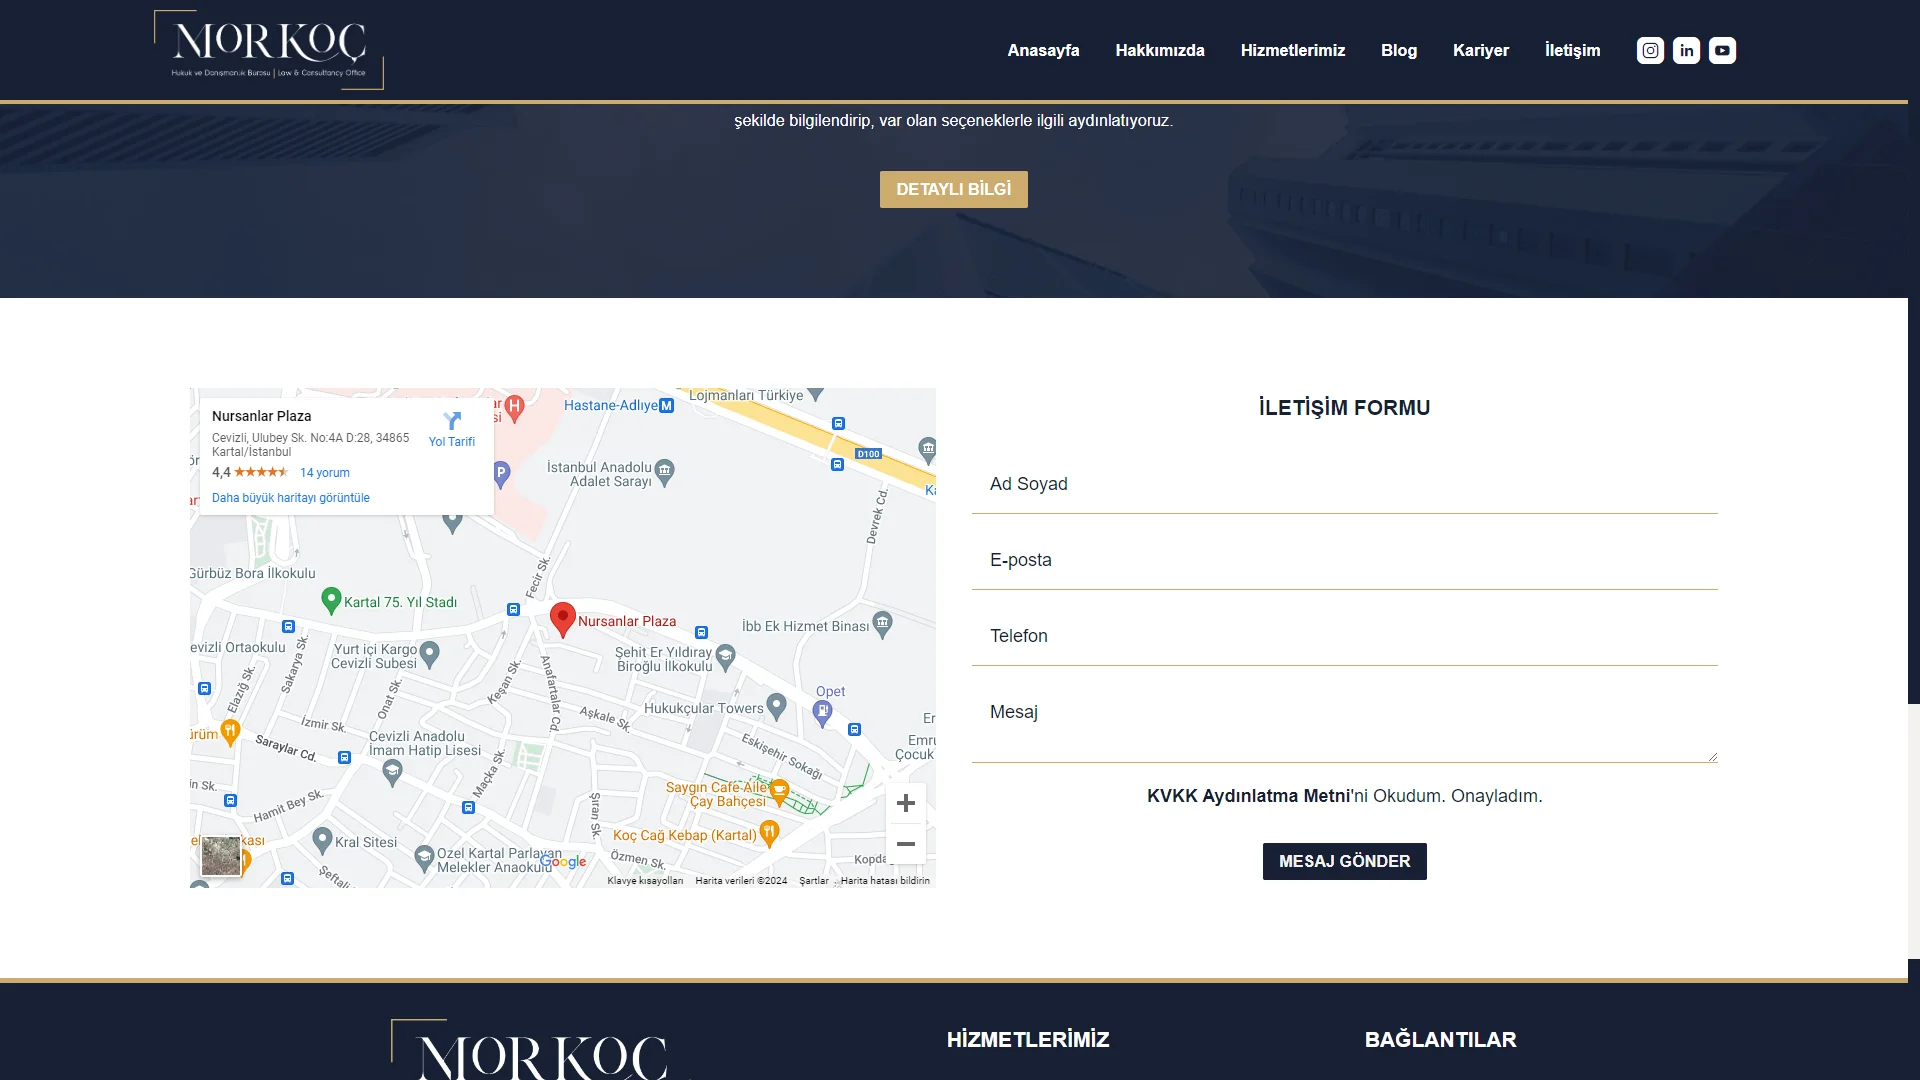 MORKOÇ
Hukuk ve Danışmanlık Bürosu | Law & Consultancy Office
Anasayfa
Hakkımızda
Hizmetlerimiz
Blog
Kariyer
İletişim
şekilde bilgilendirip, var olan seçeneklerle ilgili aydınlatıyoruz.
DETAYLI BİLGİ
Nursanlar Plaza
Cevizli, Ulubey Sk. No:4A D:28, 34865
Kartal/İstanbul
4,4
14 yorum
Daha büyük haritayı görüntüle
Yol Tarifi
Hastane-Adliye
M
H
P
Lojmanları Türkiye
D100
İstanbul Anadolu
Adalet Sarayı
Devrek Cd.
Gürbüz Bora İlkokulu
Fecir Sk.
Kartal 75. Yıl Stadı
Nursanlar Plaza
İbb Ek Hizmet Binası
evizli Ortaokulu
Yurt içi Kargo
Cevizli Subesi
Şehit Er Yıldıray
Biroğlu İlkokulu
Sakarya Sk.
Elazığ Sk.
Onat Sk.
Keşan Sk.
Anafartalar Cd.
Opet
Hukukçular Towers
İzmir Sk.
Aşkale Sk.
Saraylar Cd.
Cevizli Anadolu
İmam Hatip Lisesi
Eskişehir Sokağı
Emru
Çocuk
Maçka Sk.
Saygın Cafe Aile
Çay Bahçesi
Hamit Bey Sk.
Şiran Sk.
Koç Cağ Kebap (Kartal)
Kral Sitesi
Özel Kartal Parlayan
Melekler Anaokulu
Özmen Sk.
Kopda
Şeftali
Google
Klavye kısayolları
Harita verileri ©2024
Şartlar
Harita hatası bildirin
İLETİŞİM FORMU
Ad Soyad
E-posta
Telefon
Mesaj
KVKK Aydınlatma Metni'ni Okudum. Onayladım.
MESAJ GÖNDER
MORKOÇ
HİZMETLERİMİZ
BAĞLANTILAR